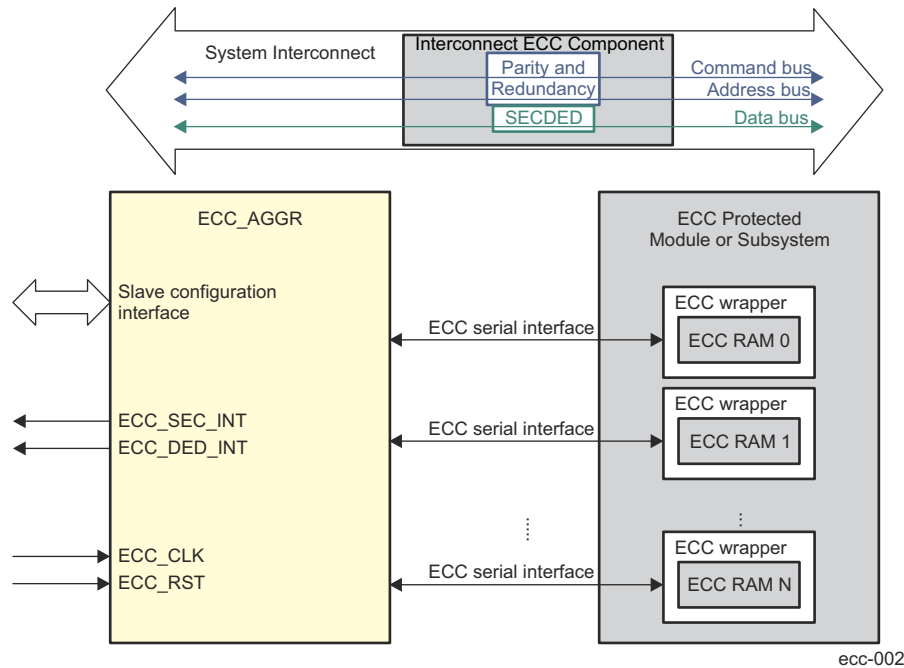 System Interconnect
Interconnect ECC Component
Parity and
Redundancy
Command bus
Address bus
SECDED
Data bus
ECC_AGGR
Slave configuration
interface
ECC_SEC_INT
ECC_DED_INT
ECC_CLK
ECC_RST
ECC serial interface
ECC serial interface
ECC serial interface
ECC Protected
Module or Subsystem
ECC wrapper
ECC RAM 0
ECC wrapper
ECC RAM 1
ECC wrapper
ECC RAM N
ecc-002